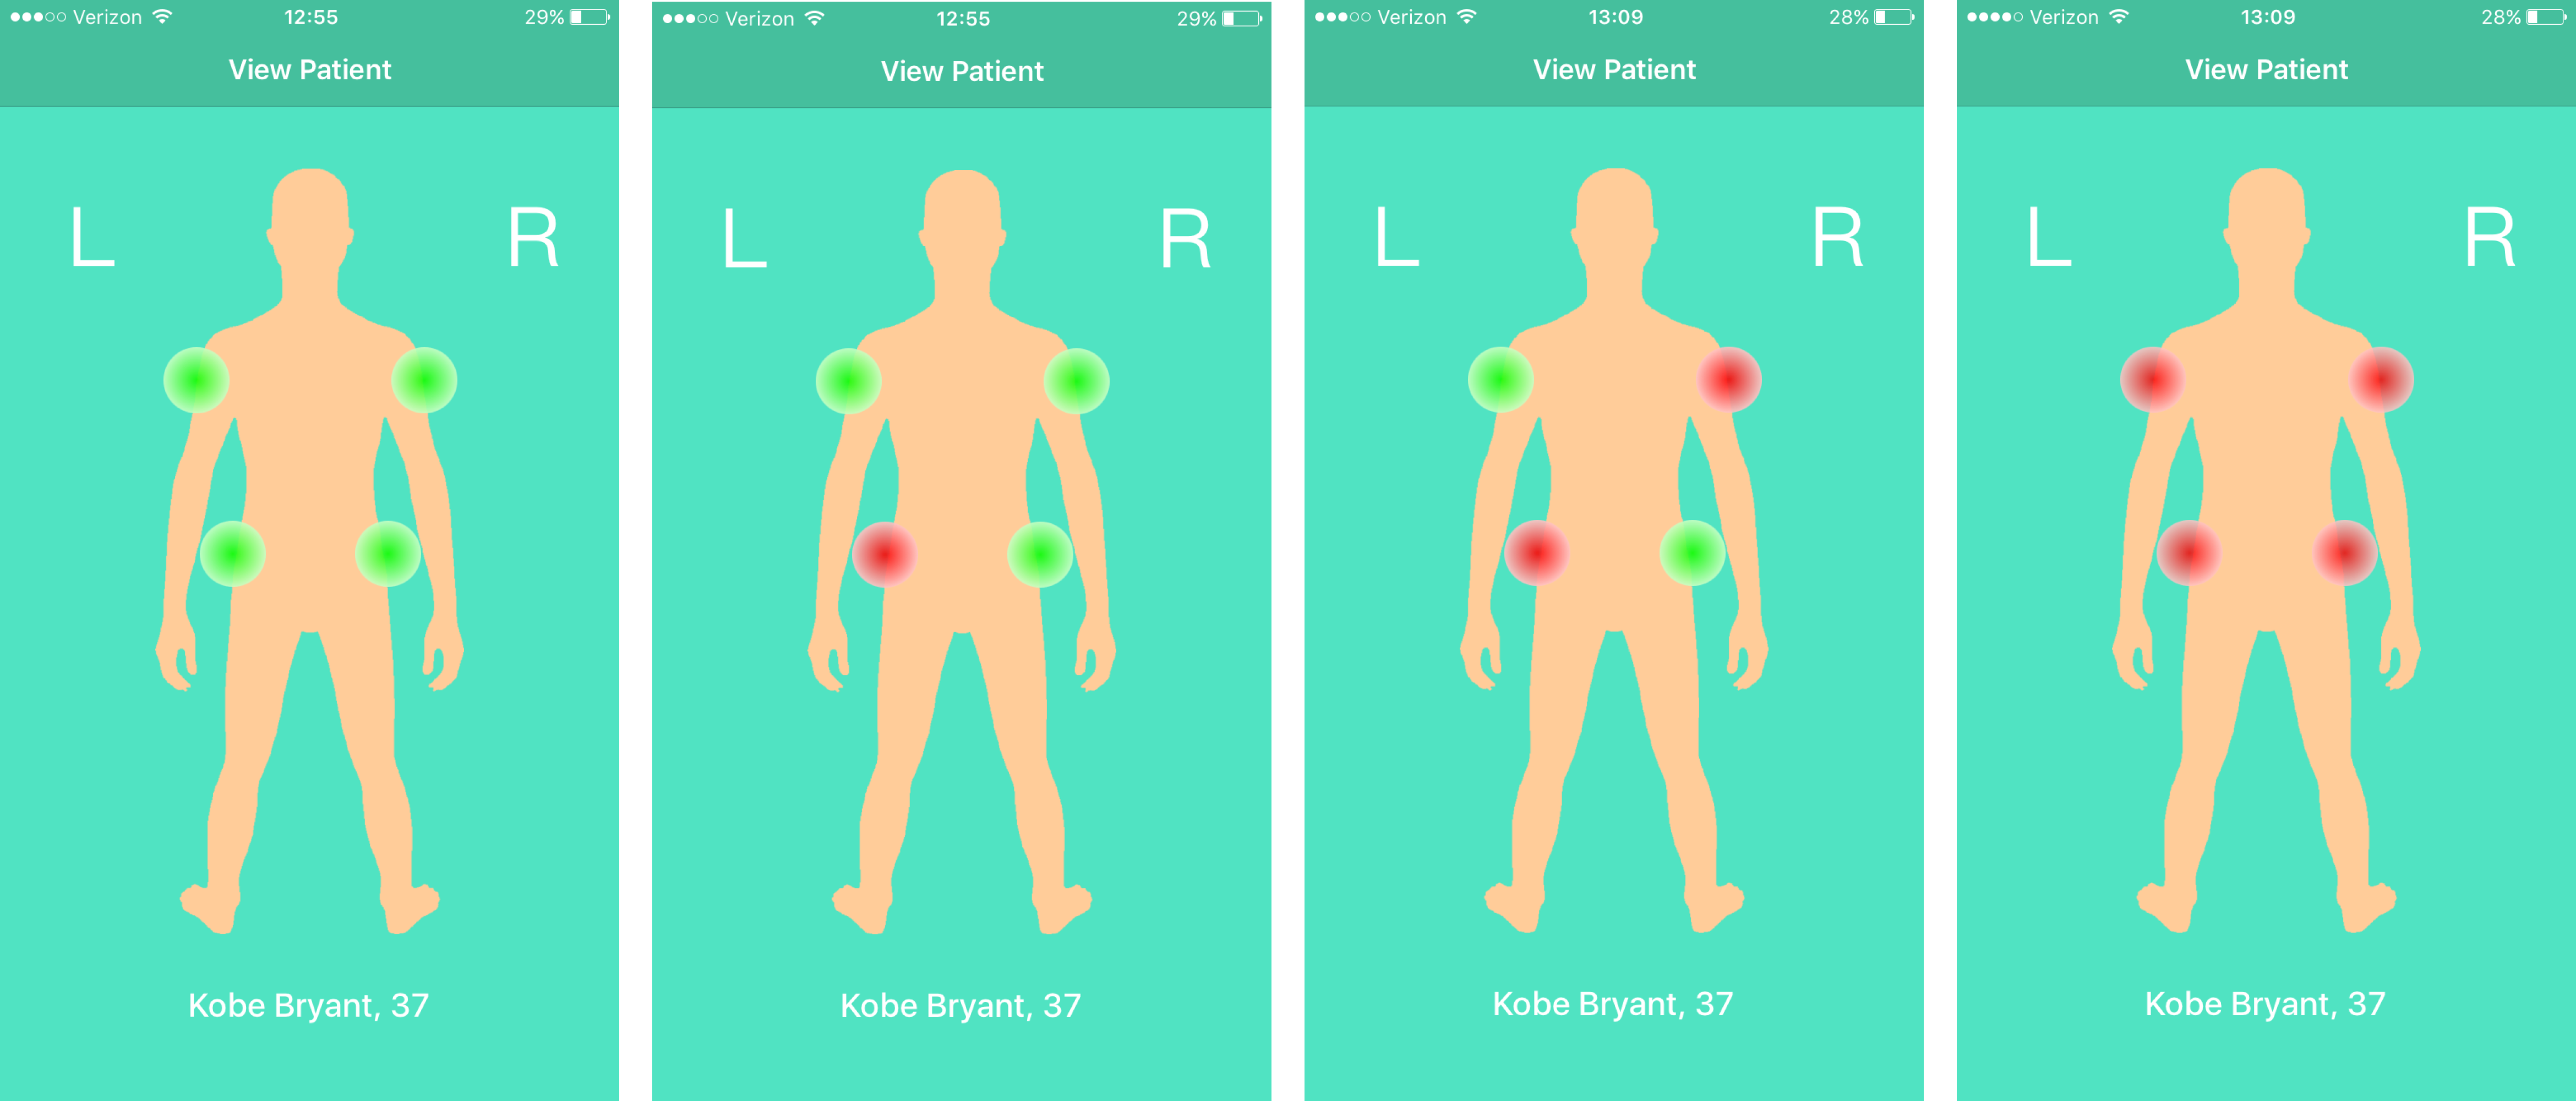 Verizon 12:55 29%
View Patient
L R
Kobe Bryant, 37
Verizon 12:55 29%
View Patient
L R
Kobe Bryant, 37
Verizon 13:09 28%
View Patient
L R
Kobe Bryant, 37
Verizon 13:09 28%
View Patient
L R
Kobe Bryant, 37